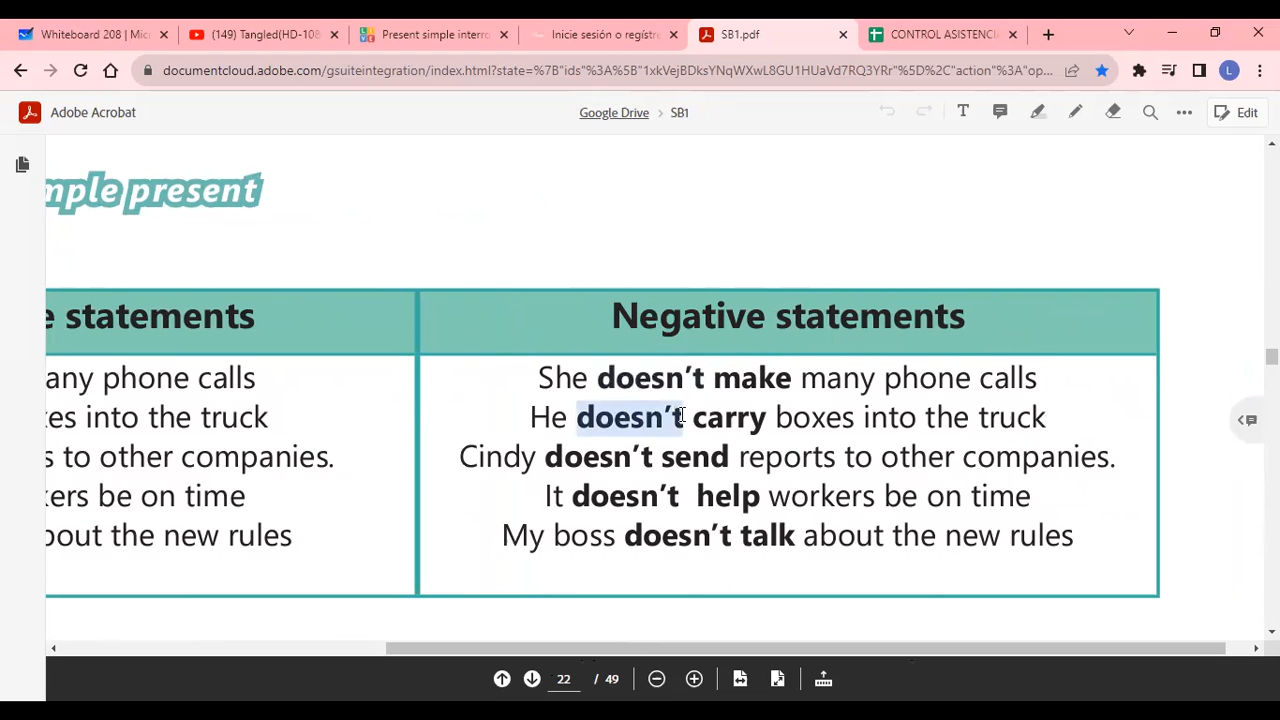 Whiteboard 208 | Mic
(149) Tangled(HD-108
LIVE
Present simple interro
Inicie sesión o regístre
SB1.pdf
CONTROL ASISTENCIA
documentcloud.adobe.com/gsuiteintegration/index.html?state=%7B"ids"%3A%5B"1xkVejBDksYNqWXwL8GU1HUaVd7RQ3YRr"%5D%2C"action"%3A"op...
L
Adobe Acrobat
Google Drive > SB1
T
Edit
mple present
e statements
Negative statements
any phone calls
She doesn't make many phone calls
xes into the truck
He doesn't carry boxes into the truck
s to other companies.
Cindy doesn't send reports to other companies.
kers be on time
It doesn't help workers be on time
bout the new rules
My boss doesn't talk about the new rules
22 / 49